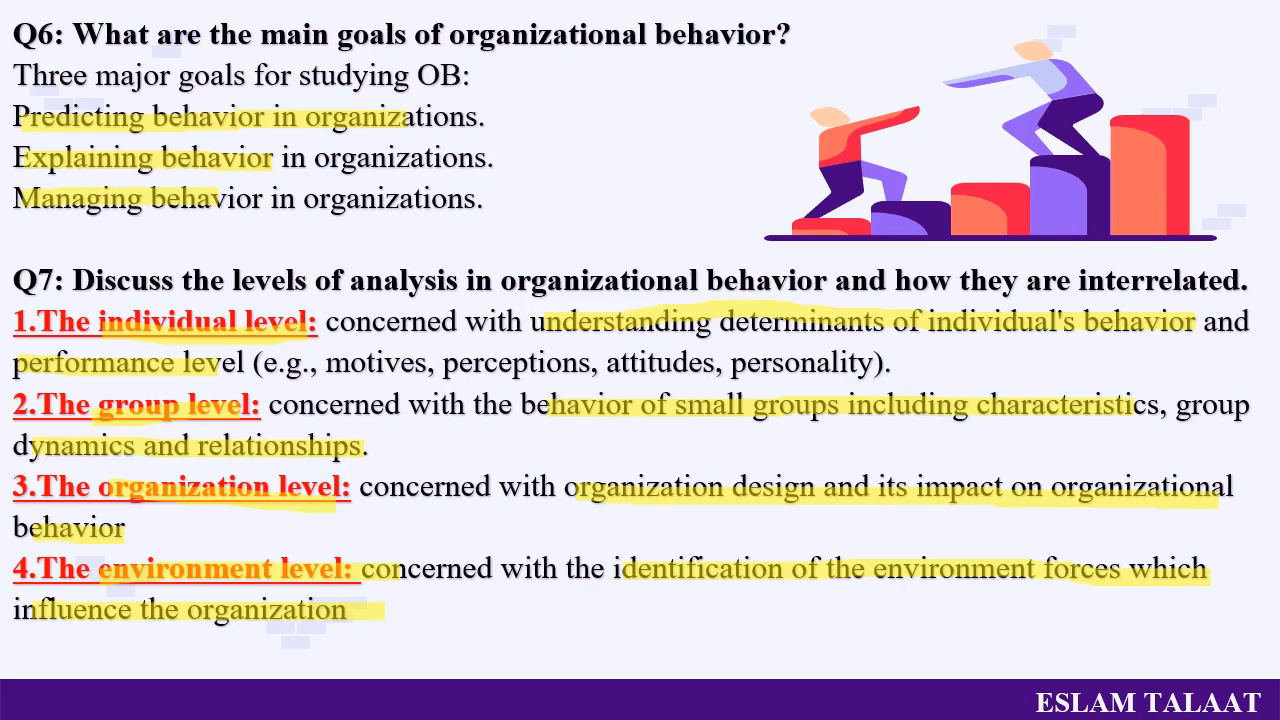 Q6: What are the main goals of organizational behavior?
Three major goals for studying OB:
Predicting behavior in organizations.
Explaining behavior in organizations.
Managing behavior in organizations.
Q7: Discuss the levels of analysis in organizational behavior and how they are interrelated.
1.The individual level: concerned with understanding determinants of individual's behavior and
performance level (e.g., motives, perceptions, attitudes, personality).
2.The group level: concerned with the behavior of small groups including characteristics, group
dynamics and relationships.
3.The organization level: concerned with organization design and its impact on organizational
behavior
4.The environment level: concerned with the identification of the environment forces which
influence the organization
ESLAM TALAAT